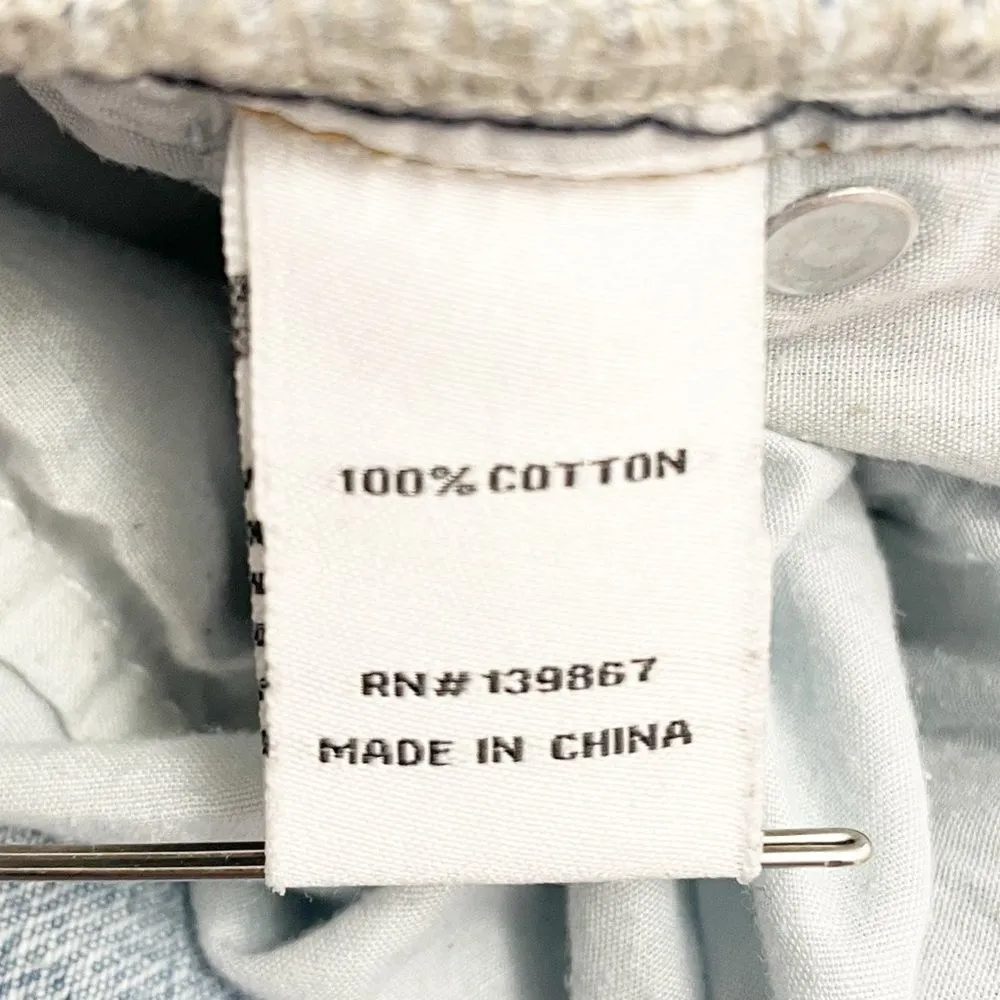 100% COTTON
RN# 139867
MADE IN CHINA